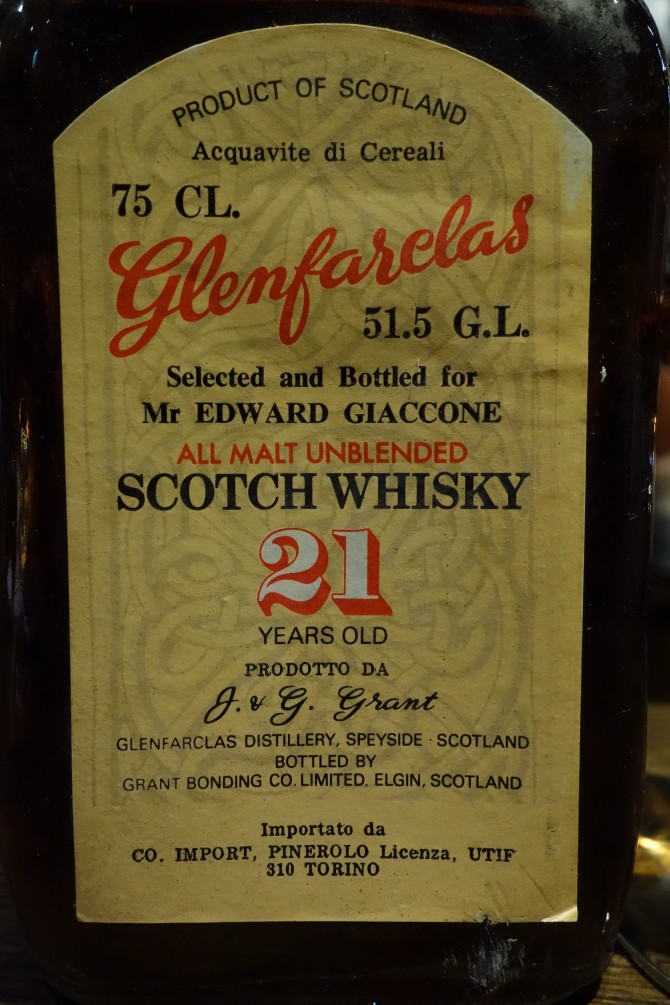 PRODUCT OF SCOTLAND
Acquavite di Cereali
75 CL.
Glenfarclas
51.5 G.L.
Selected and Bottled for
Mr EDWARD GIACCONE
ALL MALT UNBLENDED
SCOTCH WHISKY
21
YEARS OLD
PRODOTTO DA
J. & G. Grant
GLENFARCLAS DISTILLERY, SPEYSIDE · SCOTLAND
BOTTLED BY
GRANT BONDING CO. LIMITED. ELGIN, SCOTLAND
Importato da
CO. IMPORT, PINEROLO Licenza, UTIF
310 TORINO